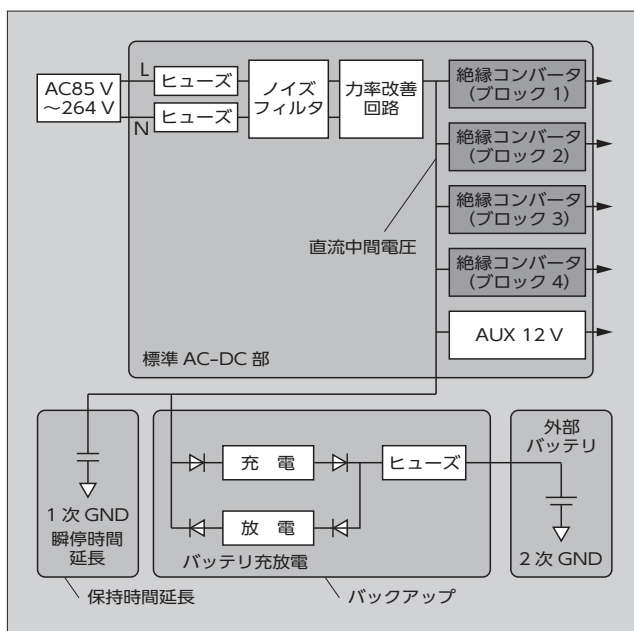 AC85 V
～264 V
L
N
ヒューズ
ヒューズ
ノイズ
フィルタ
力率改善
回路
絶縁コンバータ
(ブロック 1)
絶縁コンバータ
(ブロック 2)
絶縁コンバータ
(ブロック 3)
絶縁コンバータ
(ブロック 4)
AUX 12 V
直流中間電圧
標準 AC-DC 部
1 次 GND
瞬停時間
延長
保持時間延長
充　電
放　電
ヒューズ
バッテリ充放電
バックアップ
外部
バッテリ
2 次 GND